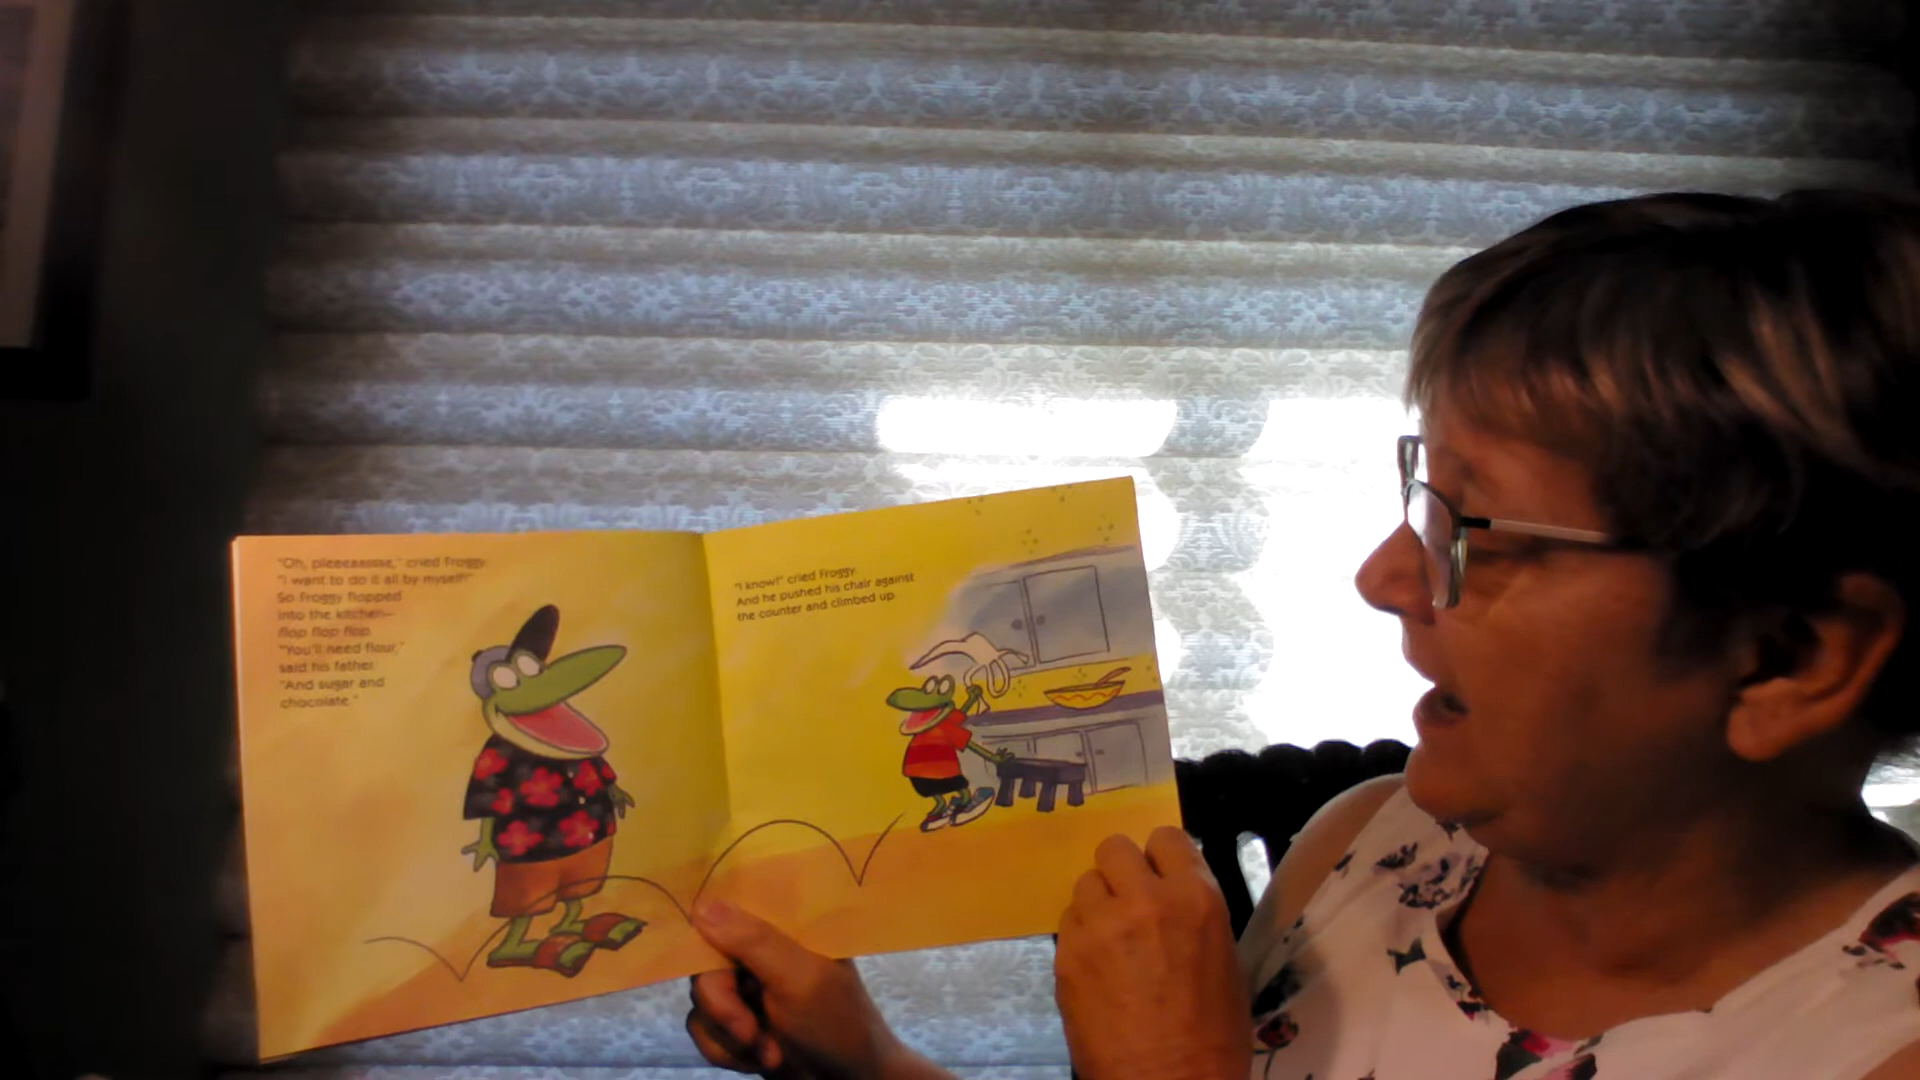 "Oh, pleeeaaasse," cried Froggy.
"I want to do it all by myself!"
So Froggy flopped
into the kitchen—
flop flop flop.
"You'll need flour,"
said his father.
"And sugar and
chocolate."
"I know!" cried Froggy.
And he pushed his chair against
the counter and climbed up.